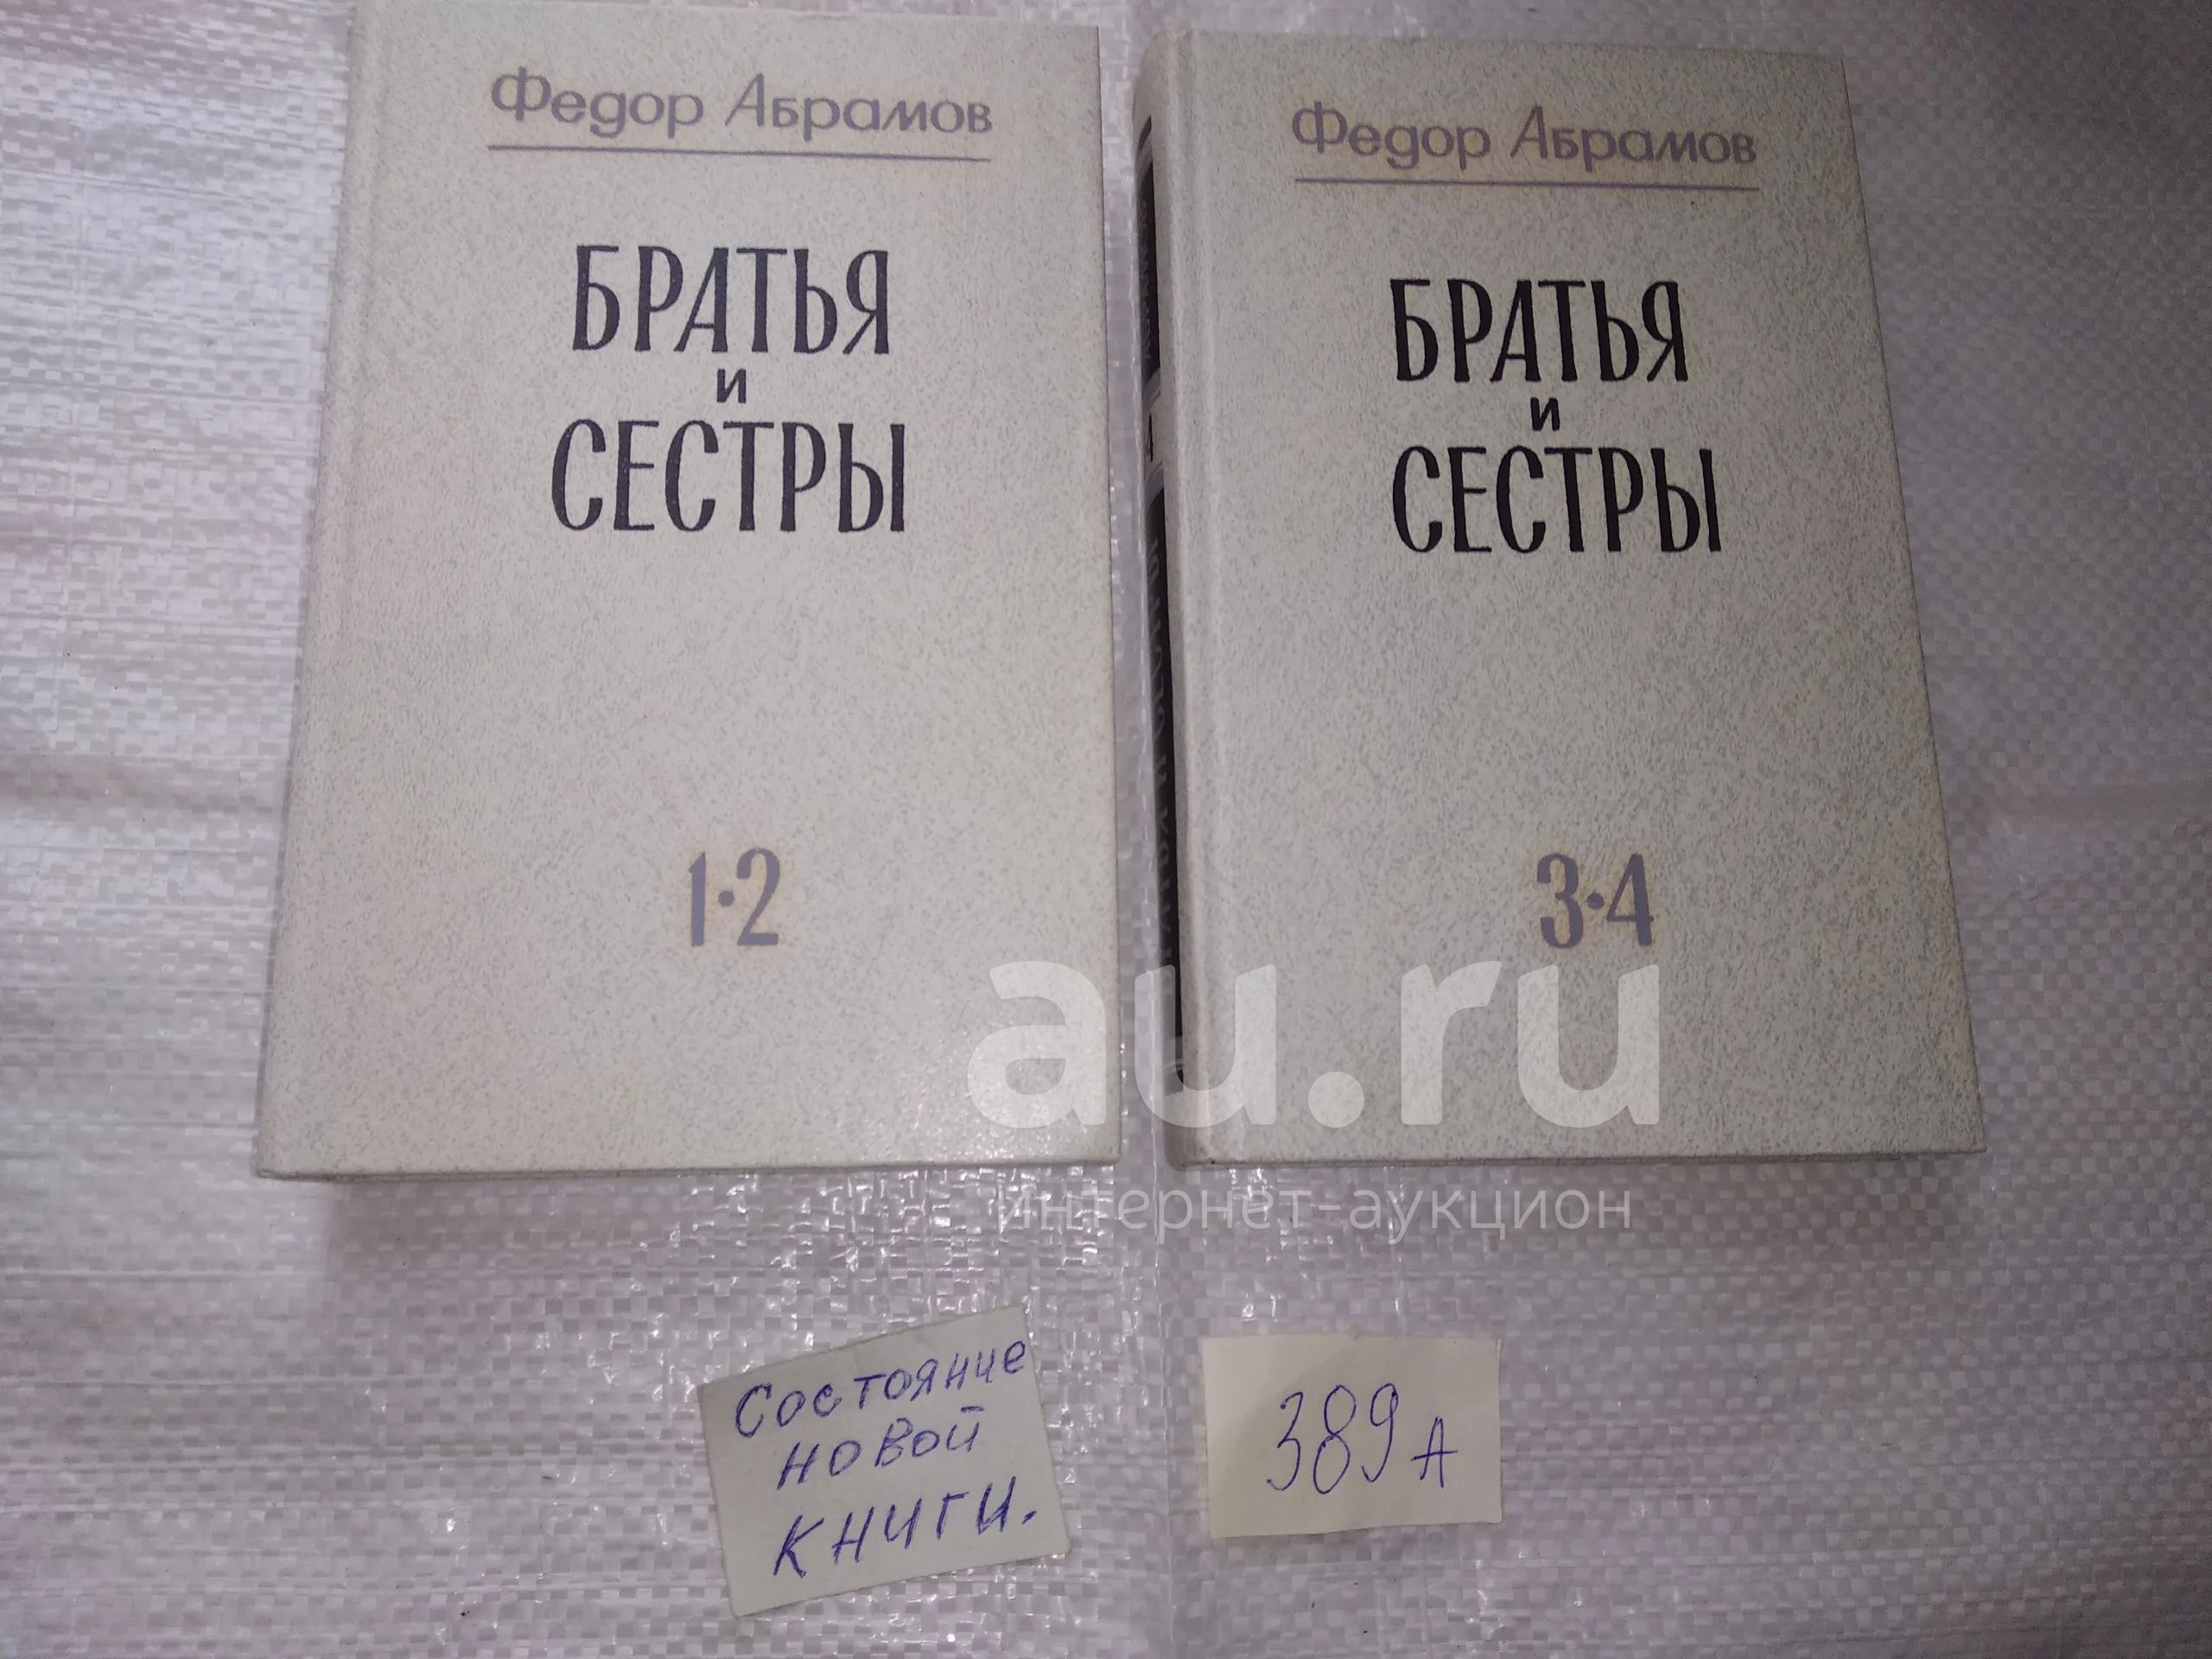 Федор Абрамов
БРАТЬЯ
и
СЕСТРЫ
1·2
Федор Абрамов
БРАТЬЯ
и
СЕСТРЫ
3·4
au.ru
интернет-аукцион
Состояние
новой
книги.
389А